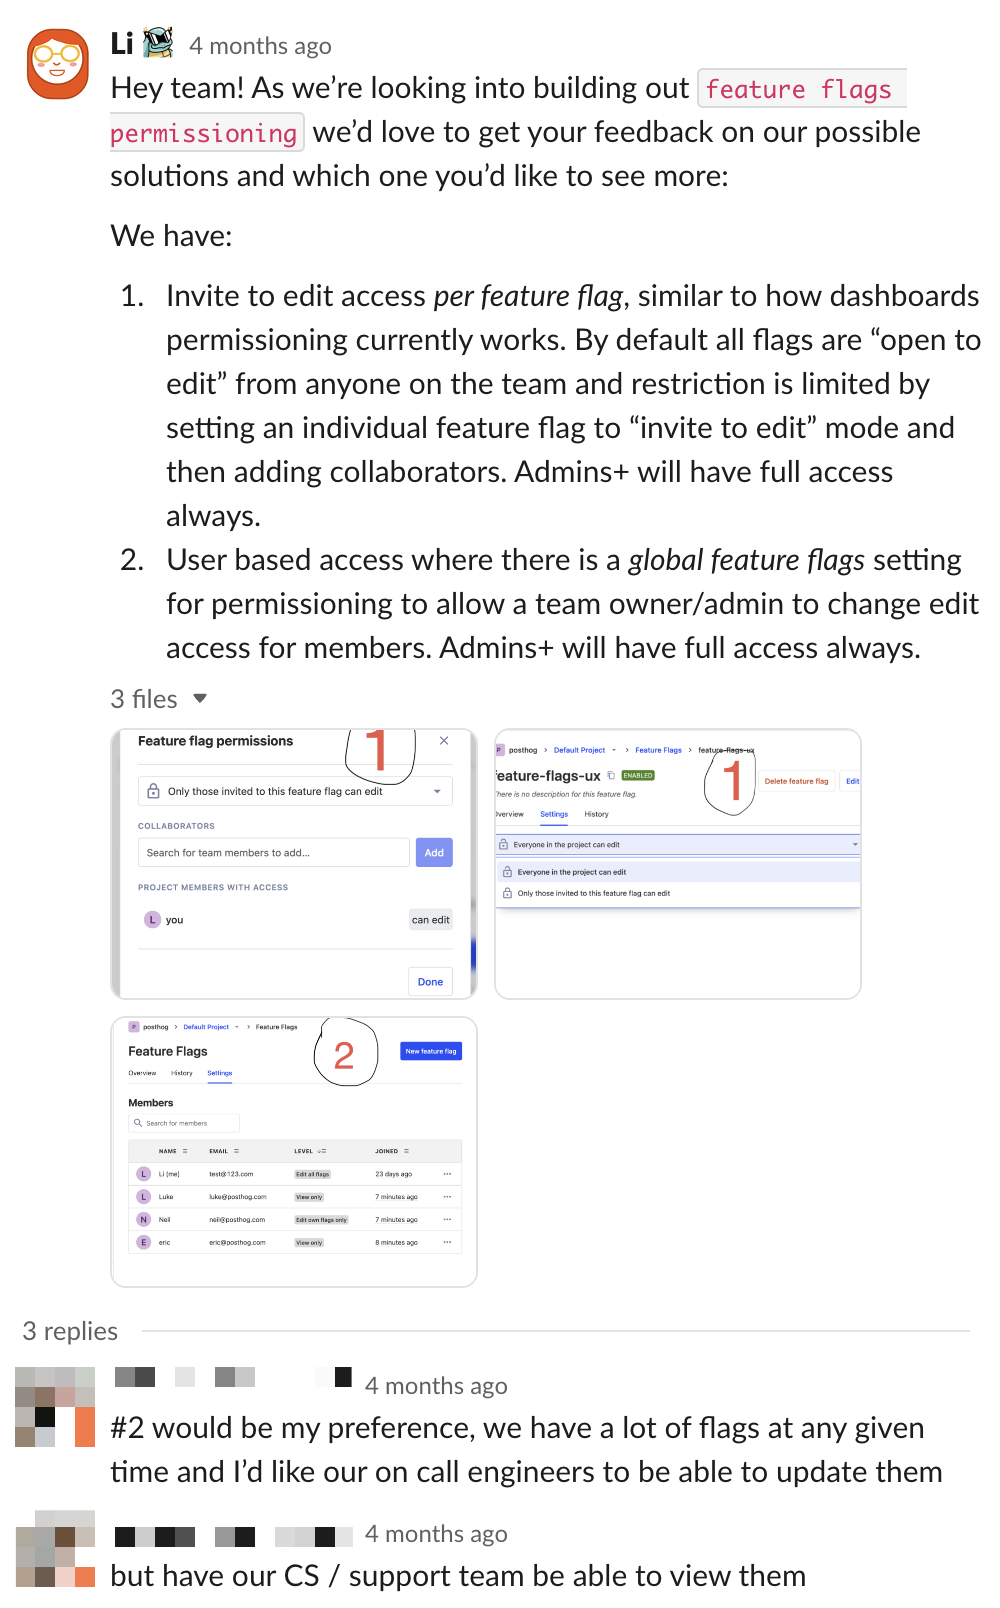 Li 4 months ago
Hey team! As we’re looking into building out feature flags
permissioning we’d love to get your feedback on our possible
solutions and which one you’d like to see more:
We have:
1. Invite to edit access per feature flag, similar to how dashboards
permissioning currently works. By default all flags are “open to
edit” from anyone on the team and restriction is limited by
setting an individual feature flag to “invite to edit” mode and
then adding collaborators. Admins+ will have full access
always.
2. User based access where there is a global feature flags setting
for permissioning to allow a team owner/admin to change edit
access for members. Admins+ will have full access always.
3 files
Feature flag permissions
1
Only those invited to this feature flag can edit
COLLABORATORS
Search for team members to add...
Add
PROJECT MEMBERS WITH ACCESS
L you can edit
Done
P posthog > Default Project > Feature Flags > feature-flags-ux
eature-flags-ux ENABLED
1
Delete feature flag Edit
here is no description for this feature flag.
Overview Settings History
Everyone in the project can edit
Everyone in the project can edit
Only those invited to this feature flag can edit
P posthog > Default Project > Feature Flags
Feature Flags
2
New feature flag
Overview History Settings
Members
Search for members
NAME EMAIL LEVEL JOINED
L Li (me) test@123.com Edit all flags 23 days ago
L Luke luke@posthog.com View only 7 minutes ago
N Neil neil@posthog.com Edit own flags only 7 minutes ago
E eric eric@posthog.com View only 8 minutes ago
3 replies
4 months ago
#2 would be my preference, we have a lot of flags at any given
time and I’d like our on call engineers to be able to update them
4 months ago
but have our CS / support team be able to view them